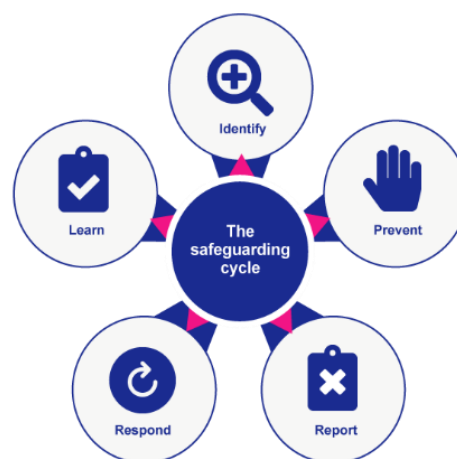 Identify
Prevent
Report
Respond
Learn
The
safeguarding
cycle